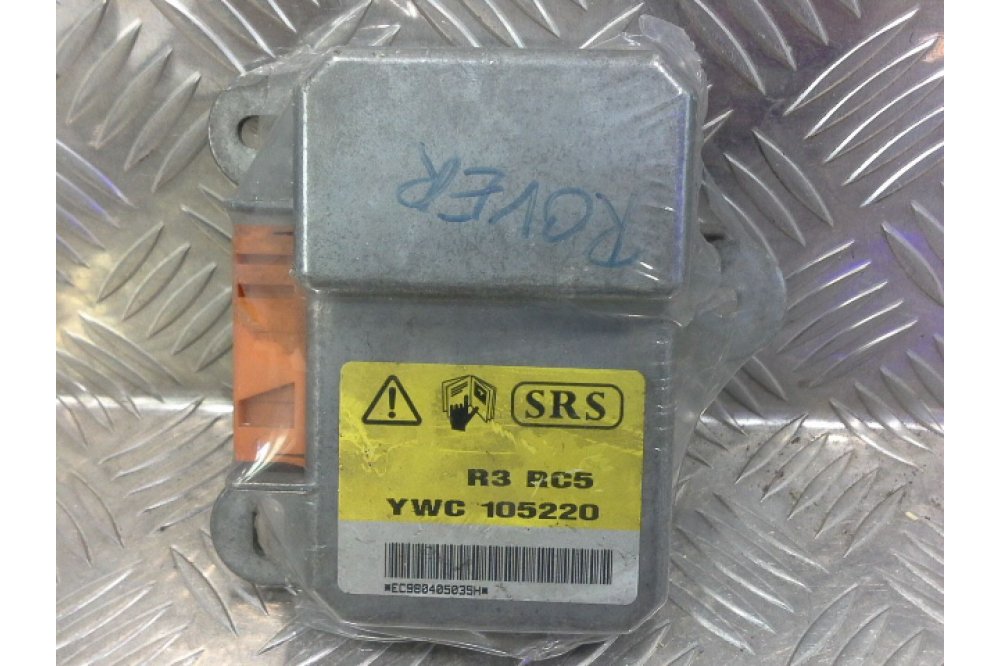 ROVER
SRS
R3 RC5
YWC 105220
*EC980405035H*